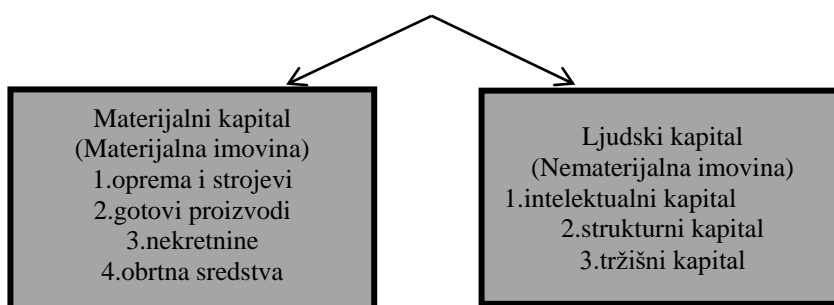 Materijalni kapital
(Materijalna imovina)
1.oprema i strojevi
2.gotovi proizvodi
3.nekretnine
4.obrtna sredstva
Ljudski kapital
(Nematerijalna imovina)
1.intelektualni kapital
2.strukturni kapital
3.tržišni kapital